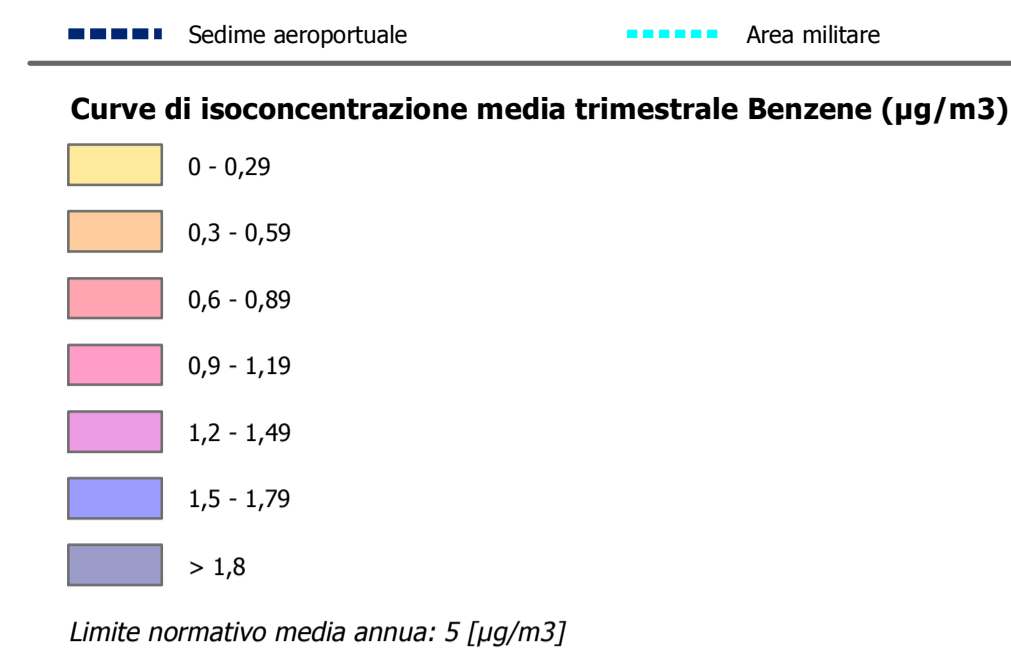 Sedime aeroportuale Area militare
Curve di isoconcentrazione media trimestrale Benzene (µg/m3)
0 - 0,29
0,3 - 0,59
0,6 - 0,89
0,9 - 1,19
1,2 - 1,49
1,5 - 1,79
> 1,8
Limite normativo media annua: 5 [µg/m3]